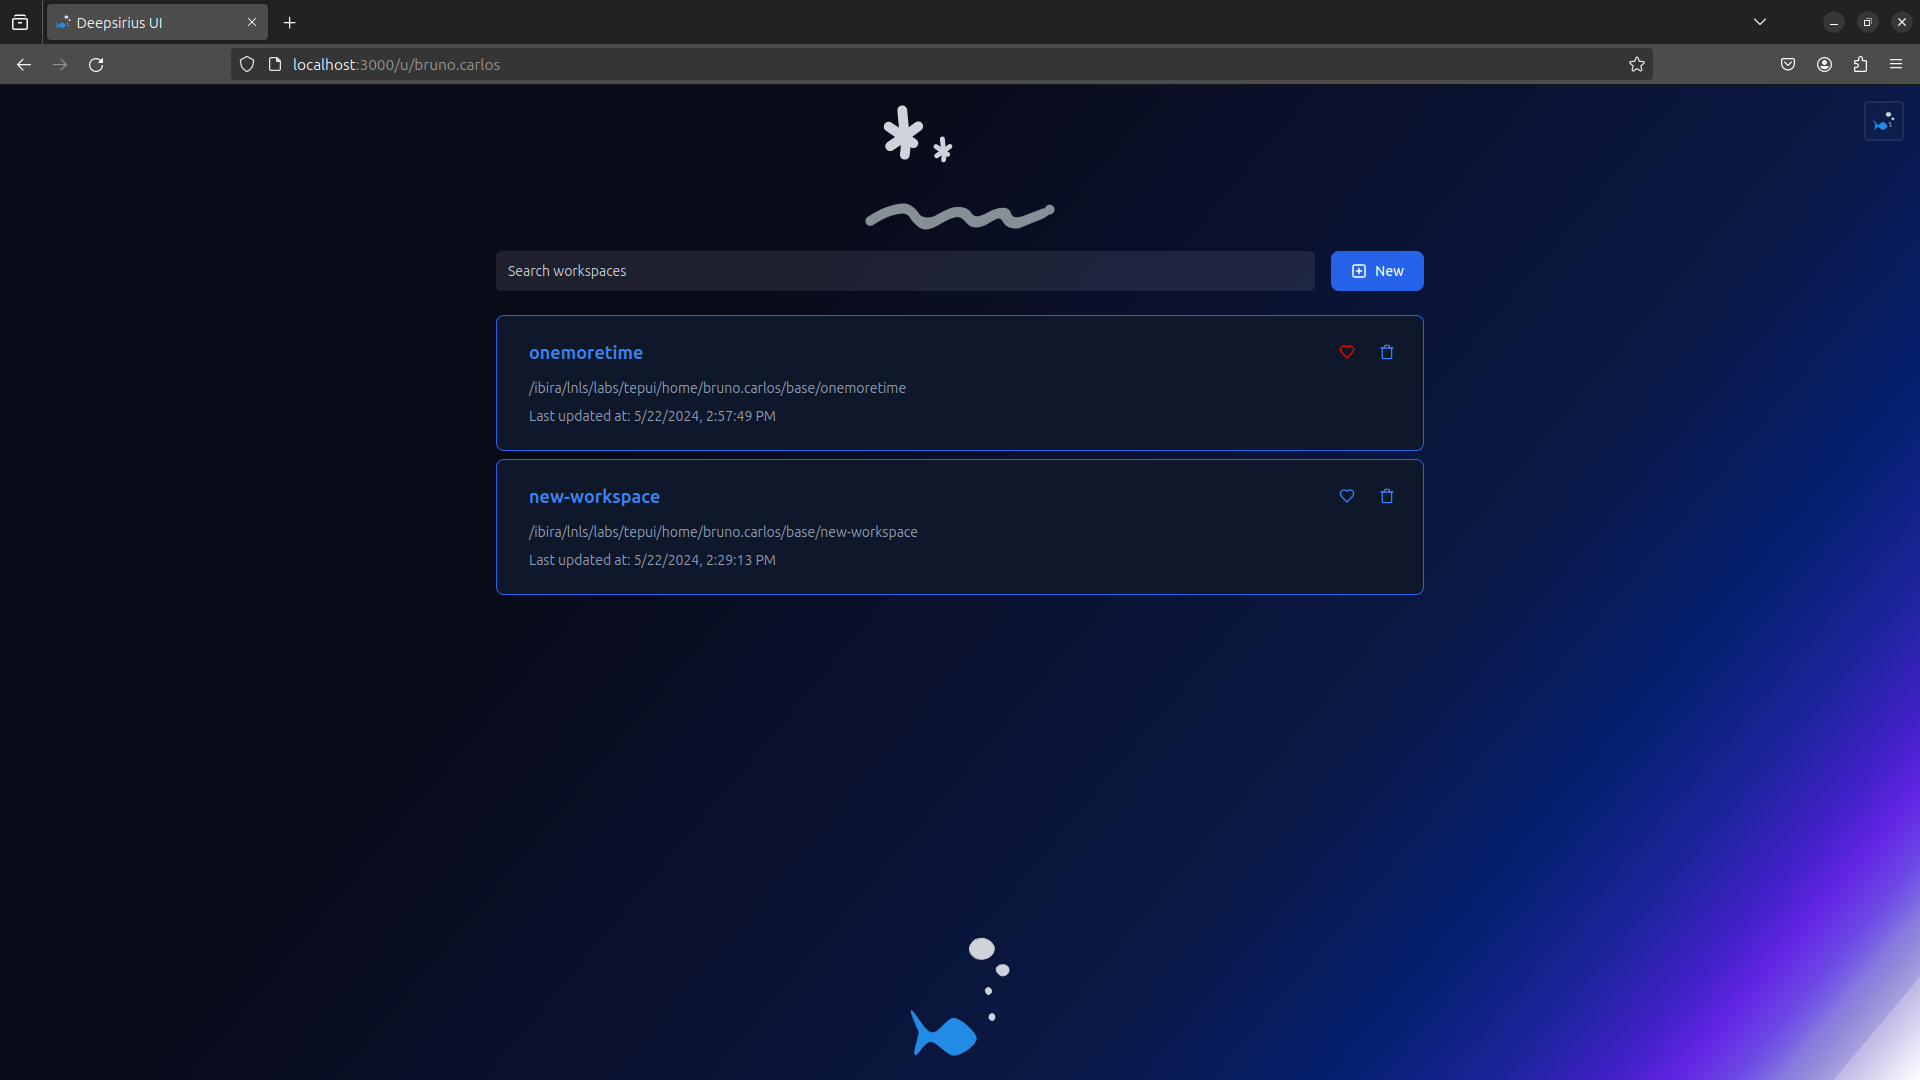 Deepsirius UI
localhost:3000/u/bruno.carlos
Search workspaces
New
onemoretime
/ibira/lnls/labs/tepui/home/bruno.carlos/base/onemoretime
Last updated at: 5/22/2024, 2:57:49 PM
new-workspace
/ibira/lnls/labs/tepui/home/bruno.carlos/base/new-workspace
Last updated at: 5/22/2024, 2:29:13 PM